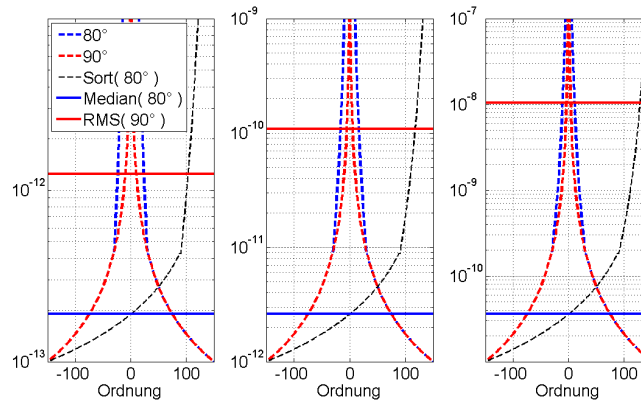 80°
90°
Sort( 80° )
Median( 80° )
RMS( 90° )
10^-12
10^-13
-100 0 100
Ordnung
10^-9
10^-10
10^-11
10^-12
-100 0 100
Ordnung
10^-7
10^-8
10^-9
10^-10
-100 0 100
Ordnung